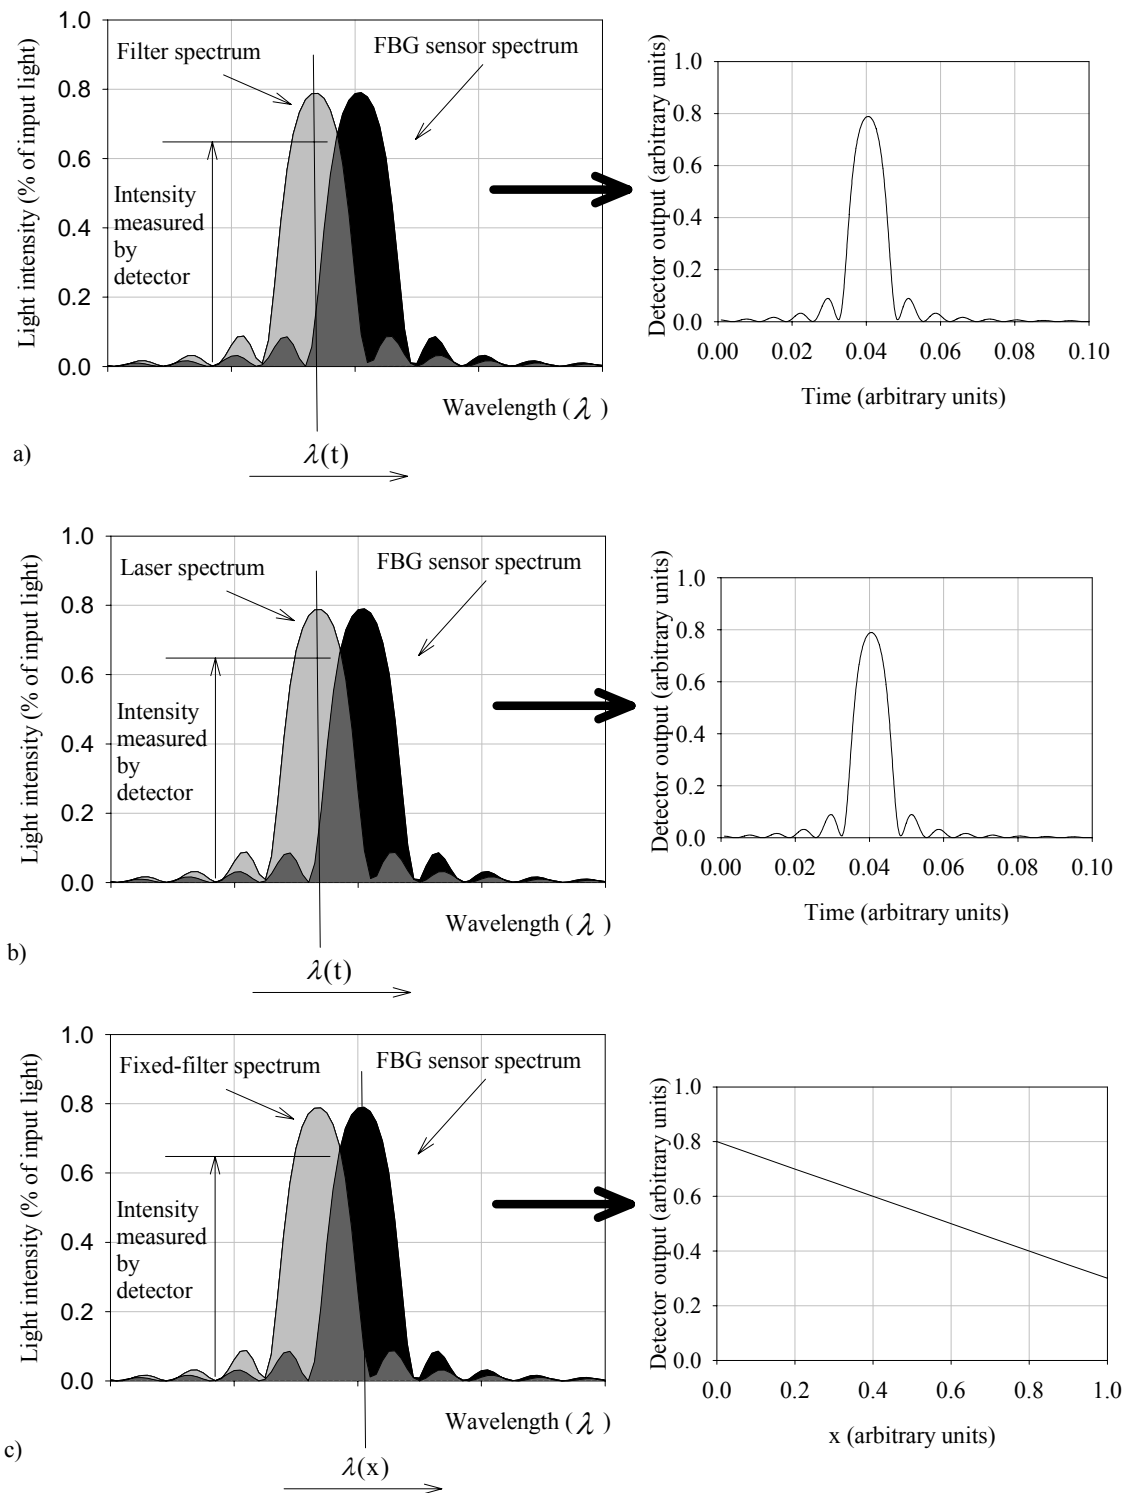 1.0
0.8
0.6
0.4
0.2
0.0
Light intensity (% of input light)
Filter spectrum
FBG sensor spectrum
Intensity
measured
by
detector
Wavelength (λ )
λ(t)
a)
1.0
0.8
0.6
0.4
0.2
0.0
Detector output (arbitrary units)
0.00 0.02 0.04 0.06 0.08 0.10
Time (arbitrary units)
1.0
0.8
0.6
0.4
0.2
0.0
Light intensity (% of input light)
Laser spectrum
FBG sensor spectrum
Intensity
measured
by
detector
Wavelength (λ )
λ(t)
b)
1.0
0.8
0.6
0.4
0.2
0.0
Detector output (arbitrary units)
0.00 0.02 0.04 0.06 0.08 0.10
Time (arbitrary units)
1.0
0.8
0.6
0.4
0.2
0.0
Light intensity (% of input light)
Fixed-filter spectrum
FBG sensor spectrum
Intensity
measured
by
detector
Wavelength (λ )
λ(x)
c)
1.0
0.8
0.6
0.4
0.2
0.0
Detector output (arbitrary units)
0.0 0.2 0.4 0.6 0.8 1.0
x (arbitrary units)